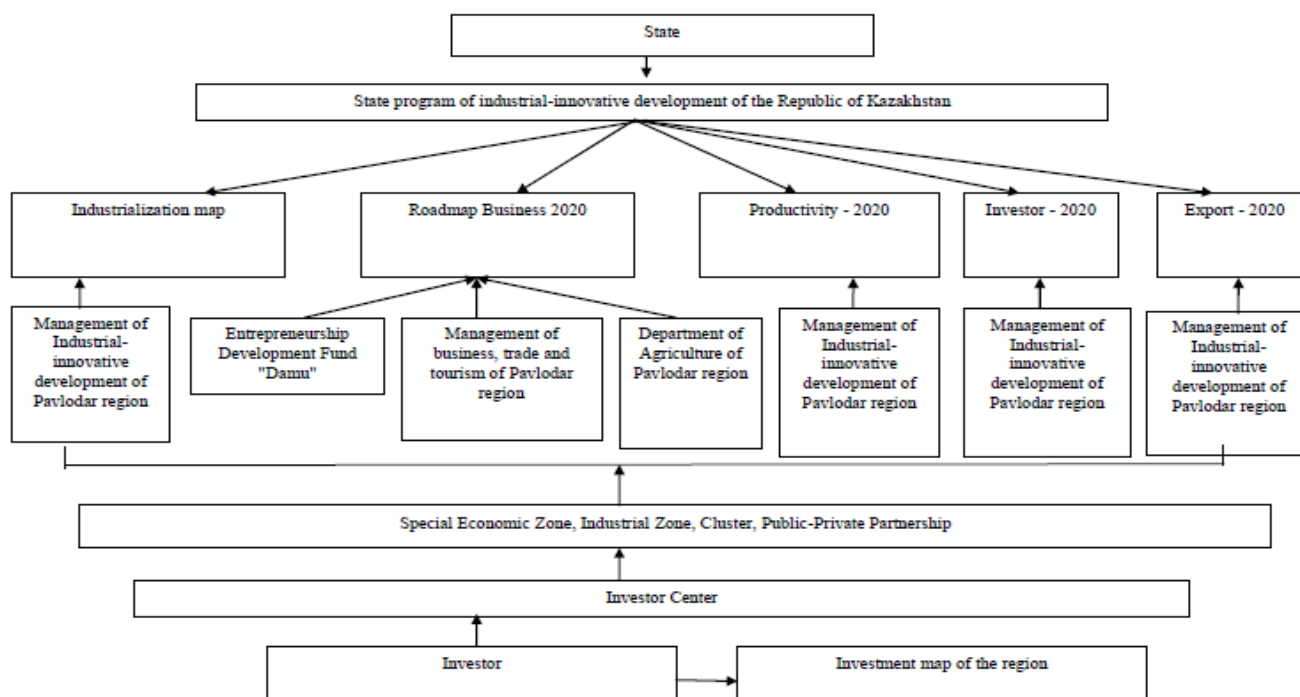 State
State program of industrial-innovative development of the Republic of Kazakhstan
Industrialization map
Roadmap Business 2020
Productivity - 2020
Investor - 2020
Export - 2020
Management of
Industrial-
innovative
development of
Pavlodar region
Entrepreneurship
Development Fund
"Damu"
Management of
business, trade and
tourism of Pavlodar
region
Department of
Agriculture of
Pavlodar region
Management of
Industrial-
innovative
development of
Pavlodar region
Management of
Industrial-
innovative
development of
Pavlodar region
Management of
Industrial-
innovative
development of
Pavlodar region
Special Economic Zone, Industrial Zone, Cluster, Public-Private Partnership
Investor Center
Investor
Investment map of the region